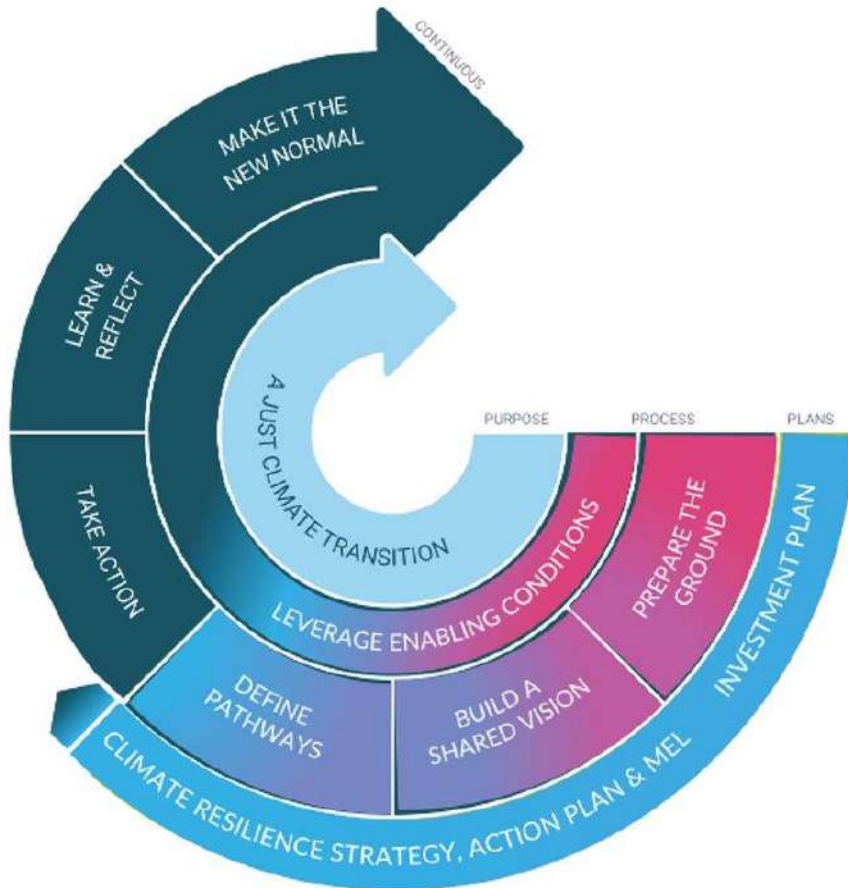 CONTINUOUS
MAKE IT THE
NEW NORMAL
LEARN &
REFLECT
TAKE ACTION
A JUST CLIMATE TRANSITION
PURPOSE
PROCESS
PLANS
LEVERAGE ENABLING CONDITIONS
PREPARE THE
GROUND
BUILD A
SHARED VISION
DEFINE
PATHWAYS
CLIMATE RESILIENCE STRATEGY, ACTION PLAN & MEL
INVESTMENT PLAN